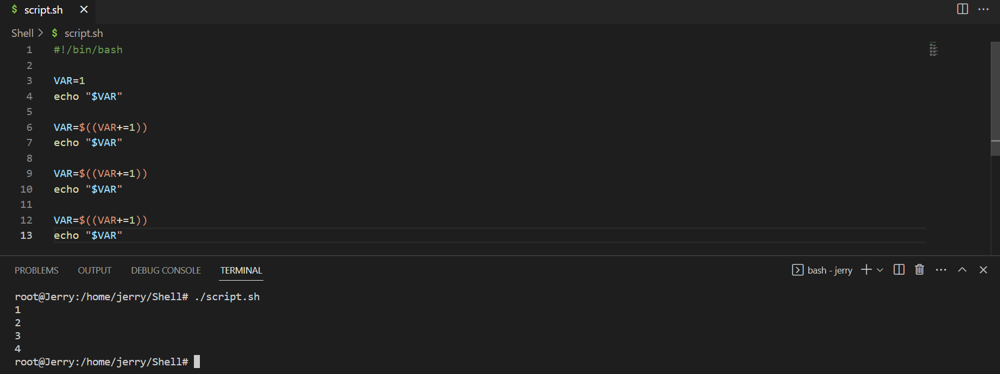 $ script.sh
Shell > $ script.sh
1 #!/bin/bash
2
3 VAR=1
4 echo "$VAR"
5
6 VAR=$((VAR+=1))
7 echo "$VAR"
8
9 VAR=$((VAR+=1))
10 echo "$VAR"
11
12 VAR=$((VAR+=1))
13 echo "$VAR"
PROBLEMS OUTPUT DEBUG CONSOLE TERMINAL bash - jerry
root@Jerry:/home/jerry/Shell# ./script.sh
1
2
3
4
root@Jerry:/home/jerry/Shell#